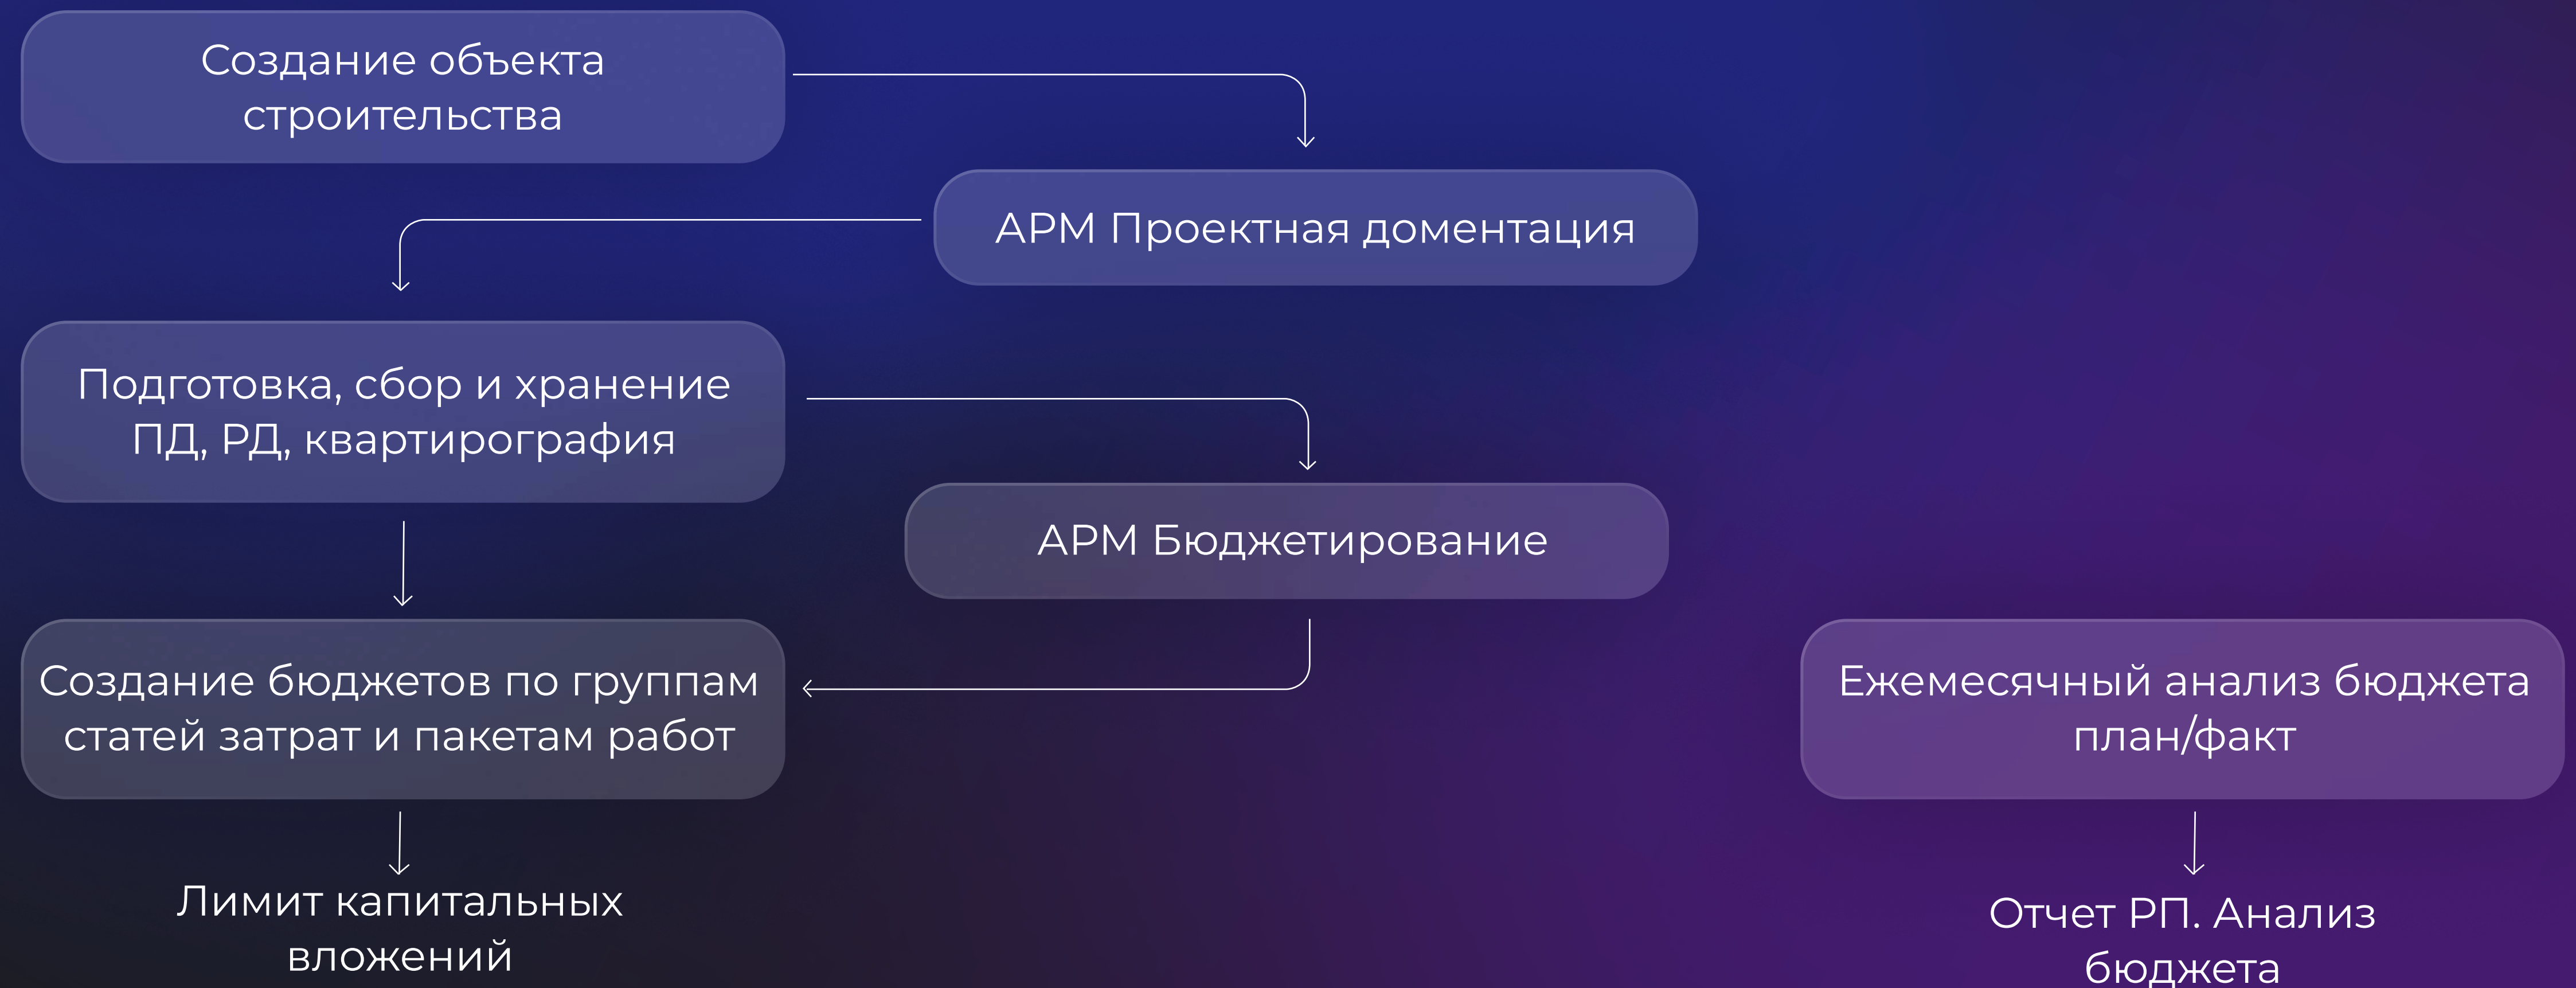 Создание объекта
строительства
АРМ Проектная доментация
Подготовка, сбор и хранение
ПД, РД, квартирография
АРМ Бюджетирование
Создание бюджетов по группам
статей затрат и пакетам работ
Ежемесячный анализ бюджета
план/факт
Лимит капитальных
вложений
Отчет РП. Анализ
бюджета